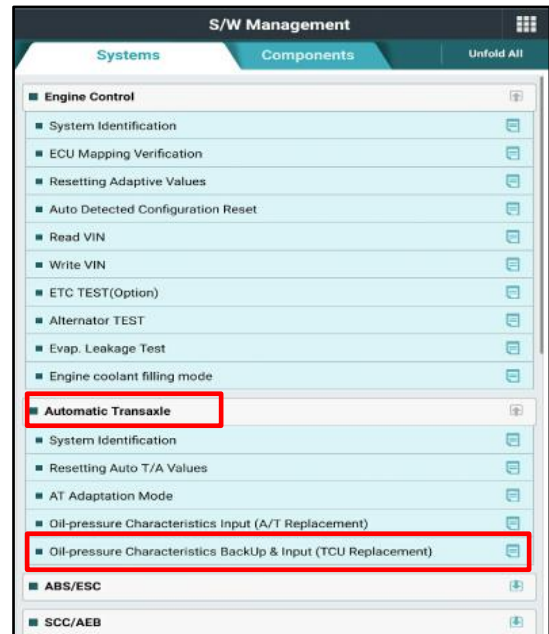 S/W Management
Systems Components Unfold All
Engine Control
System Identification
ECU Mapping Verification
Resetting Adaptive Values
Auto Detected Configuration Reset
Read VIN
Write VIN
ETC TEST(Option)
Alternator TEST
Evap. Leakage Test
Engine coolant filling mode
Automatic Transaxle
System Identification
Resetting Auto T/A Values
AT Adaptation Mode
Oil-pressure Characteristics Input (A/T Replacement)
Oil-pressure Characteristics BackUp & Input (TCU Replacement)
ABS/ESC
SCC/AEB